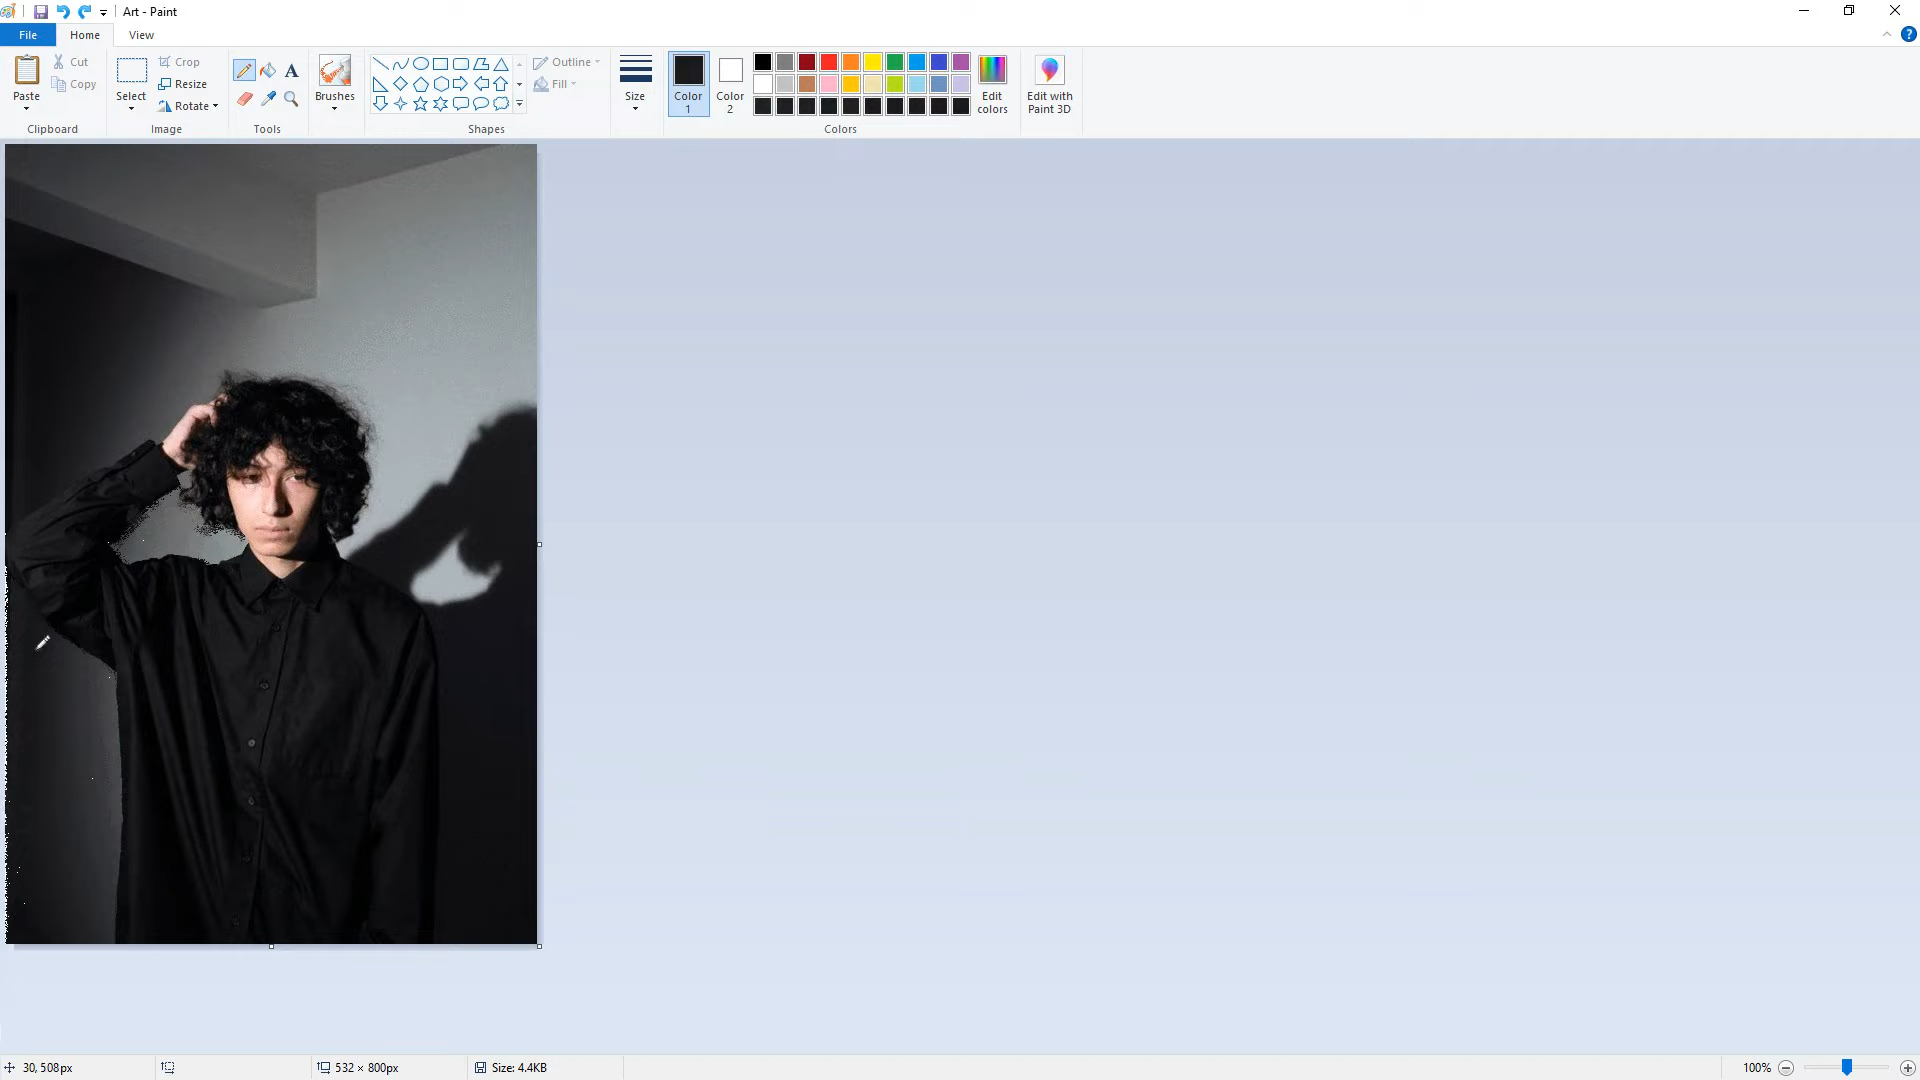 Art - Paint
File Home View
Paste
Cut
Copy
Clipboard
Select
Crop
Resize
Rotate
Image
A
Tools
Brushes
Outline
Fill
Shapes
Size
Color 1
Color 2
Edit colors
Colors
Edit with Paint 3D
30, 508px
532 × 800px
Size: 4.4KB
100%